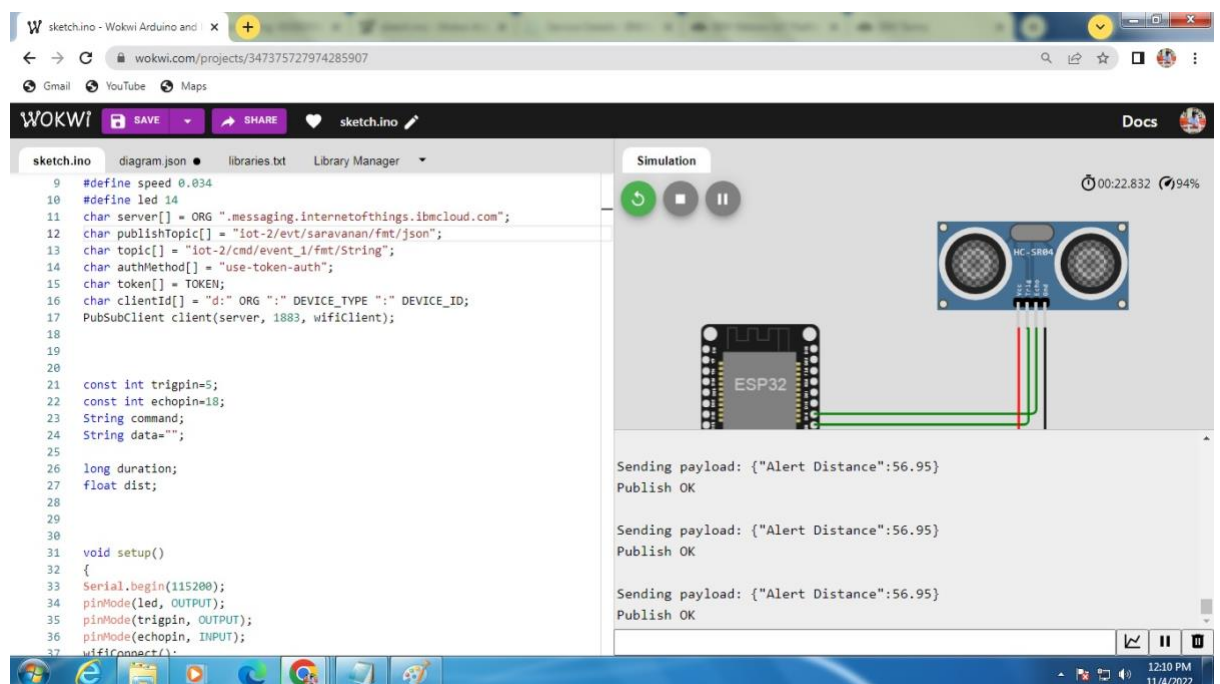 sketch.ino - Wokwi Arduino and
wokwi.com/projects/347375727974285907
Gmail YouTube Maps
WOKWI SAVE SHARE sketch.ino Docs
sketch.ino diagram.json libraries.txt Library Manager
9 #define speed 0.034
10 #define led 14
11 char server[] = ORG ".messaging.internetofthings.ibmcloud.com";
12 char publishTopic[] = "iot-2/evt/saravanan/fmt/json";
13 char topic[] = "iot-2/cmd/event_1/fmt/String";
14 char authMethod[] = "use-token-auth";
15 char token[] = TOKEN;
16 char clientId[] = "d:" ORG ":" DEVICE_TYPE ":" DEVICE_ID;
17 PubSubClient client(server, 1883, wifiClient);
18
19
20
21 const int trigpin=5;
22 const int echopin=18;
23 String command;
24 String data="";
25
26 long duration;
27 float dist;
28
29
30
31 void setup()
32 {
33 Serial.begin(115200);
34 pinMode(led, OUTPUT);
35 pinMode(trigpin, OUTPUT);
36 pinMode(echopin, INPUT);
37 wifiConnect();
Simulation
00:22.832 94%
HC-SR04
Vcc
Trig
Echo
Gnd
ESP32
Sending payload: {"Alert Distance":56.95}
Publish OK
Sending payload: {"Alert Distance":56.95}
Publish OK
Sending payload: {"Alert Distance":56.95}
Publish OK
12:10 PM
11/4/2022